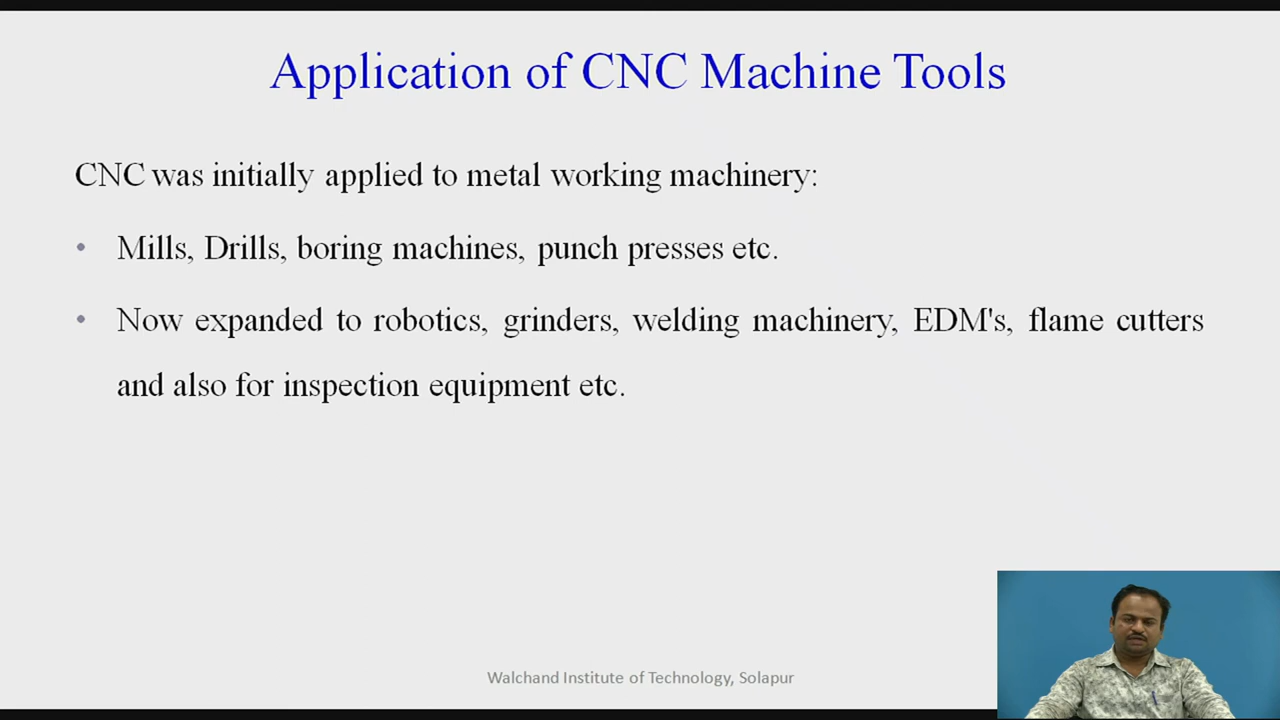 Application of CNC Machine Tools
CNC was initially applied to metal working machinery:
• Mills, Drills, boring machines, punch presses etc.
• Now expanded to robotics, grinders, welding machinery, EDM's, flame cutters
and also for inspection equipment etc.
Walchand Institute of Technology, Solapur